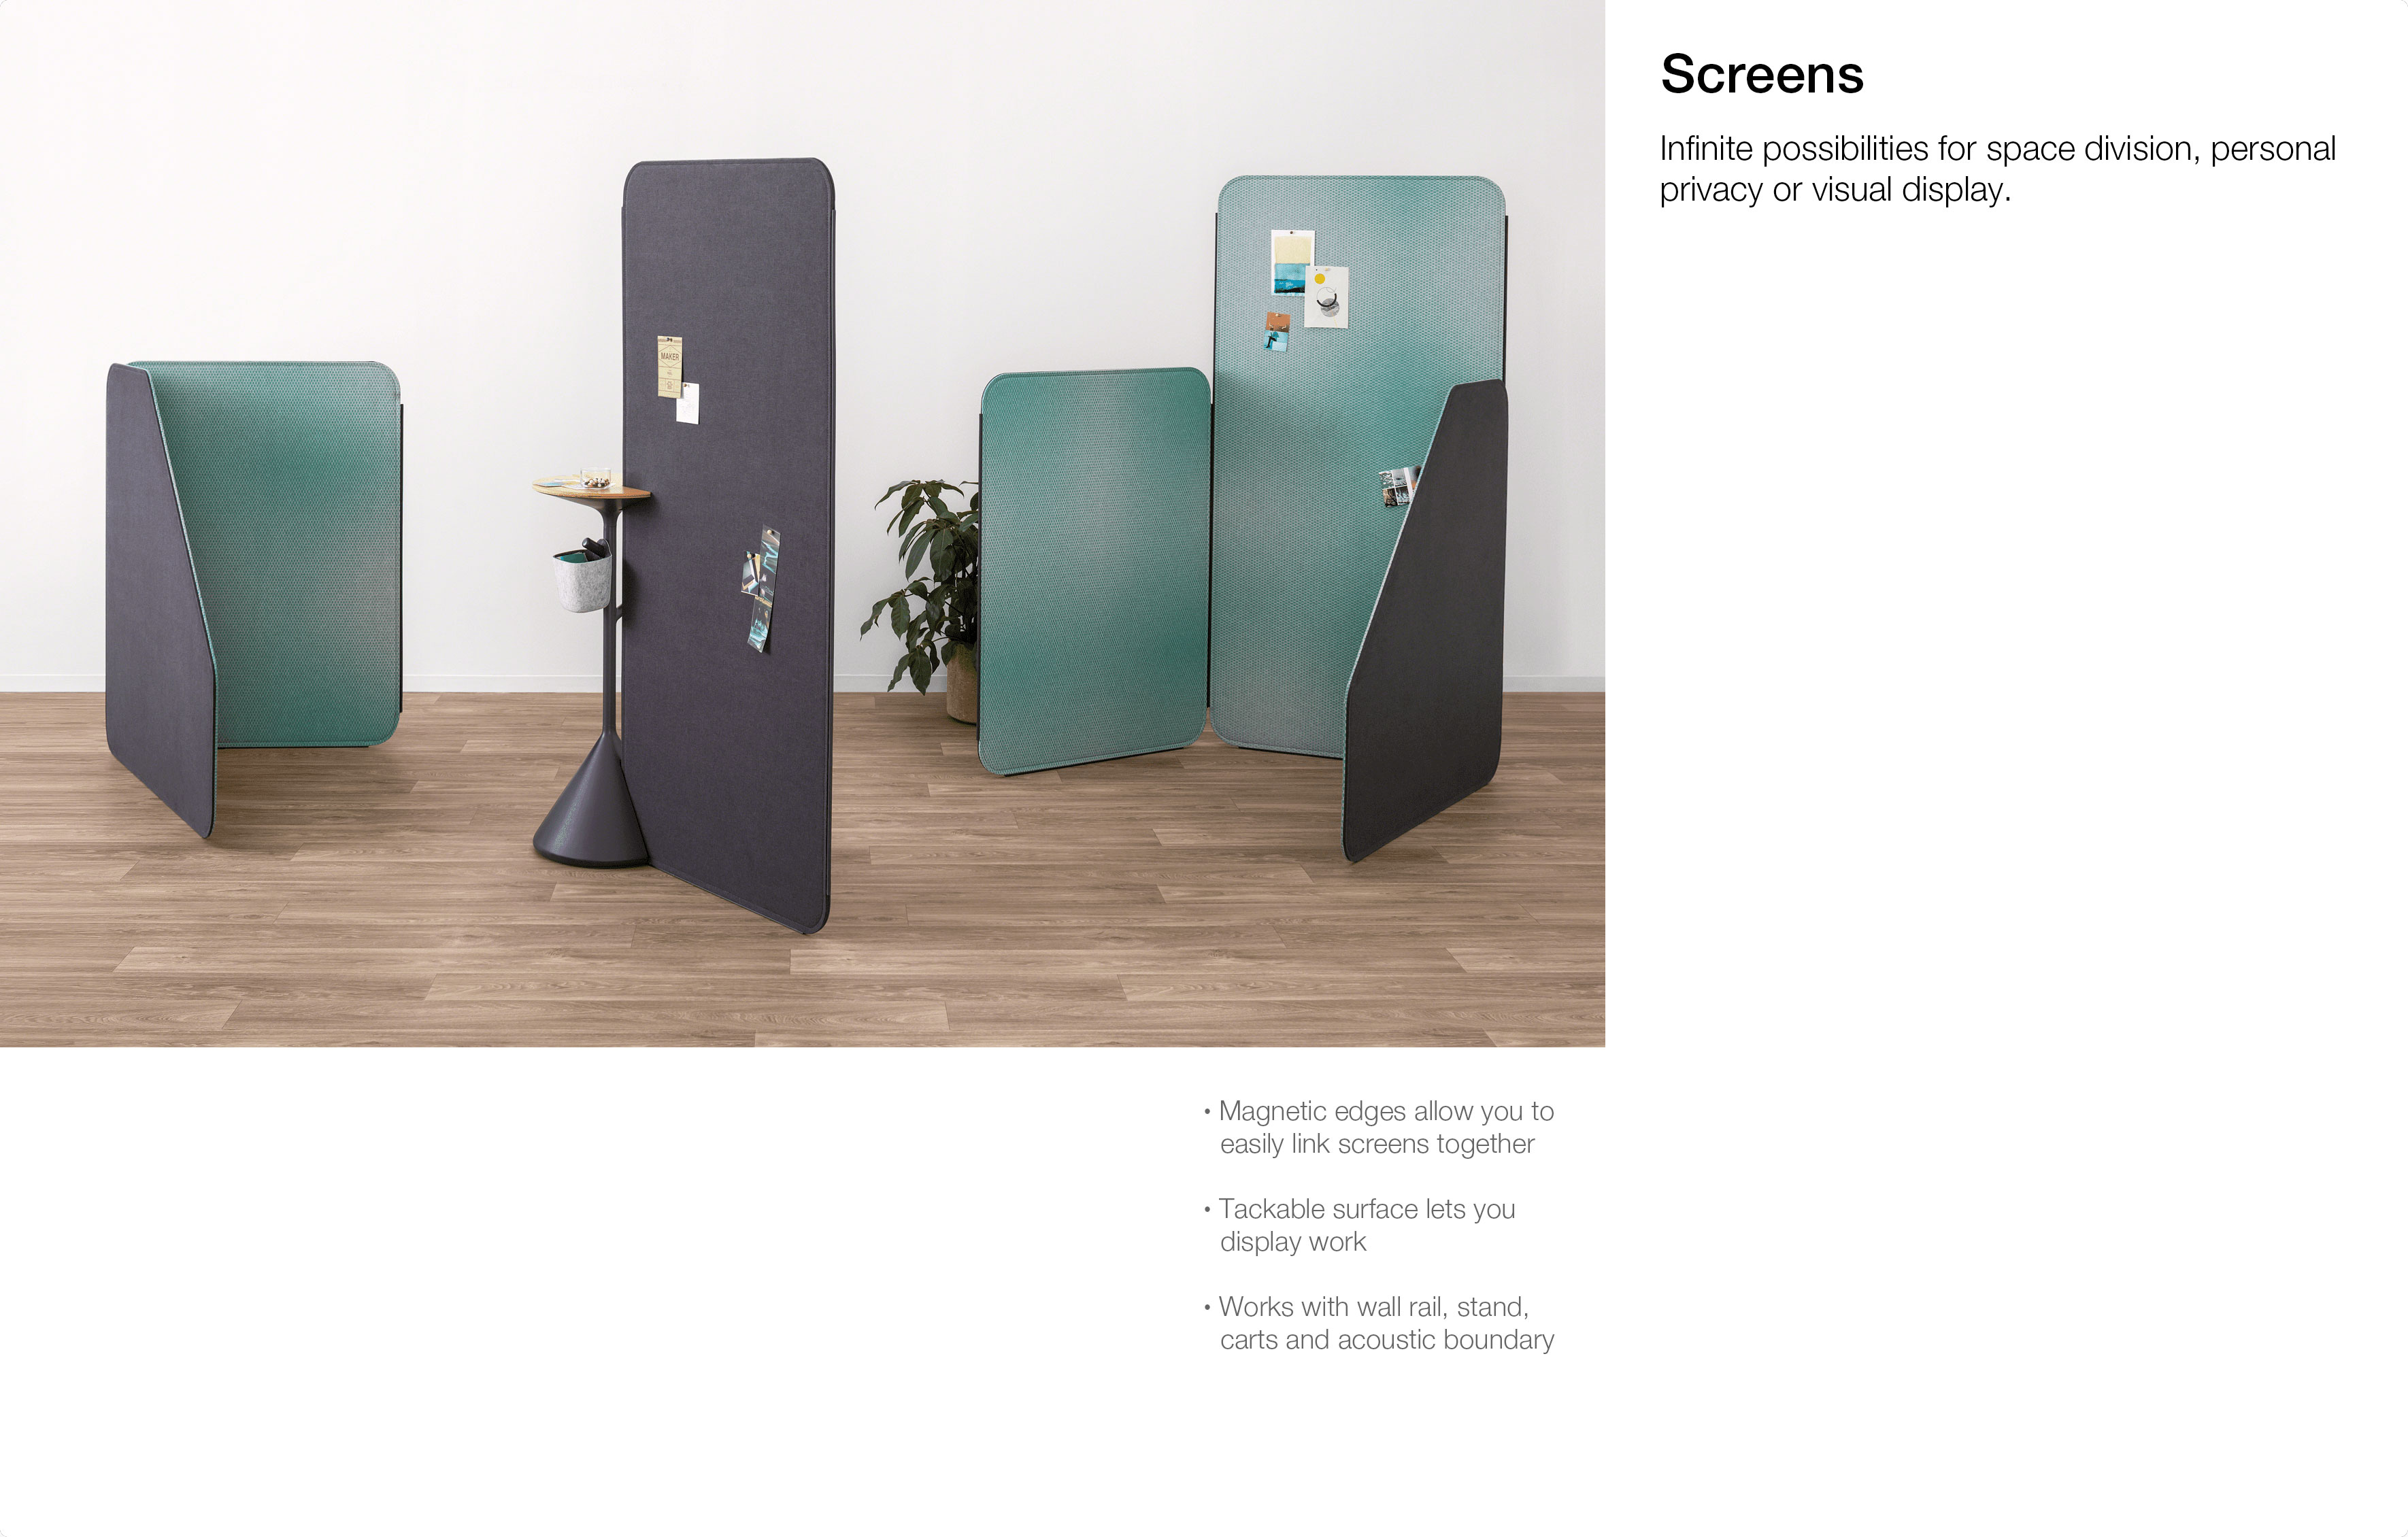 Screens
Infinite possibilities for space division, personal
privacy or visual display.
MAKER
• Magnetic edges allow you to
easily link screens together
• Tackable surface lets you
display work
• Works with wall rail, stand,
carts and acoustic boundary